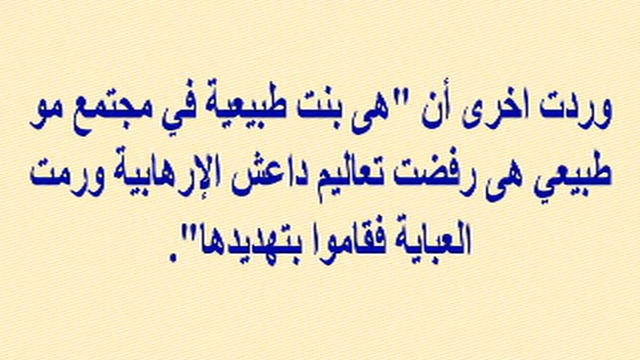 وردت اخرى أن "هى بنت طبيعية في مجتمع مو
طبيعي هى رفضت تعاليم داعش الإرهابية ورمت
العباية فقاموا بتهديدها".